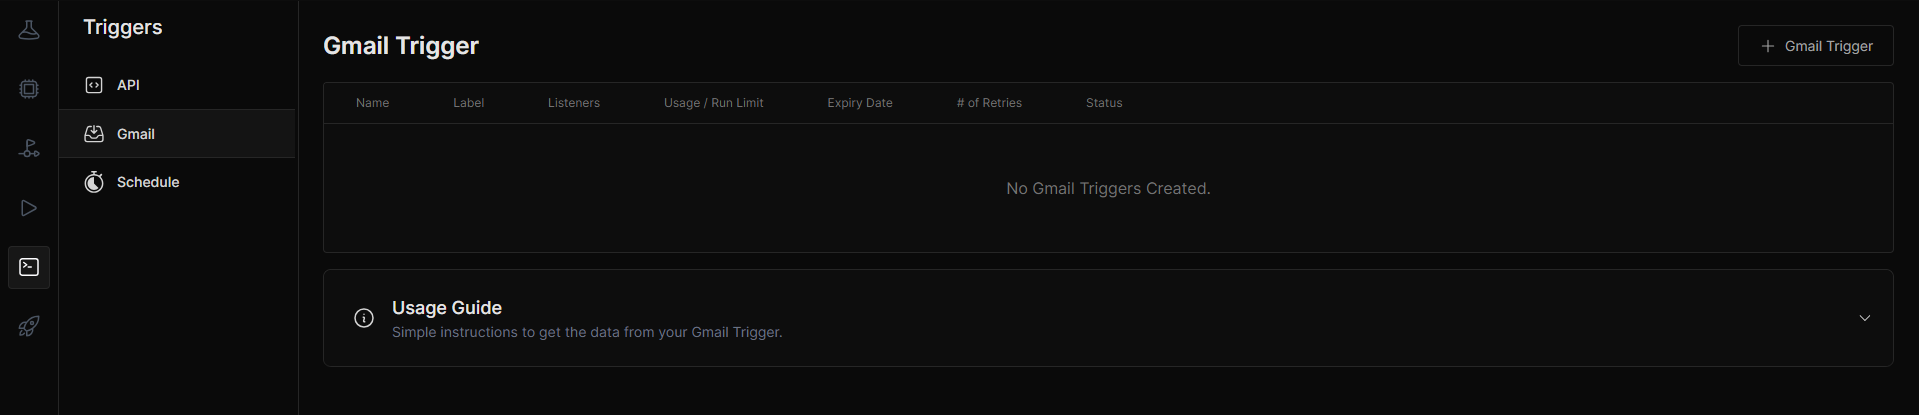 Triggers
API
Gmail
Schedule
Gmail Trigger
+ Gmail Trigger
Name Label Listeners Usage / Run Limit Expiry Date # of Retries Status
No Gmail Triggers Created.
Usage Guide
Simple instructions to get the data from your Gmail Trigger.